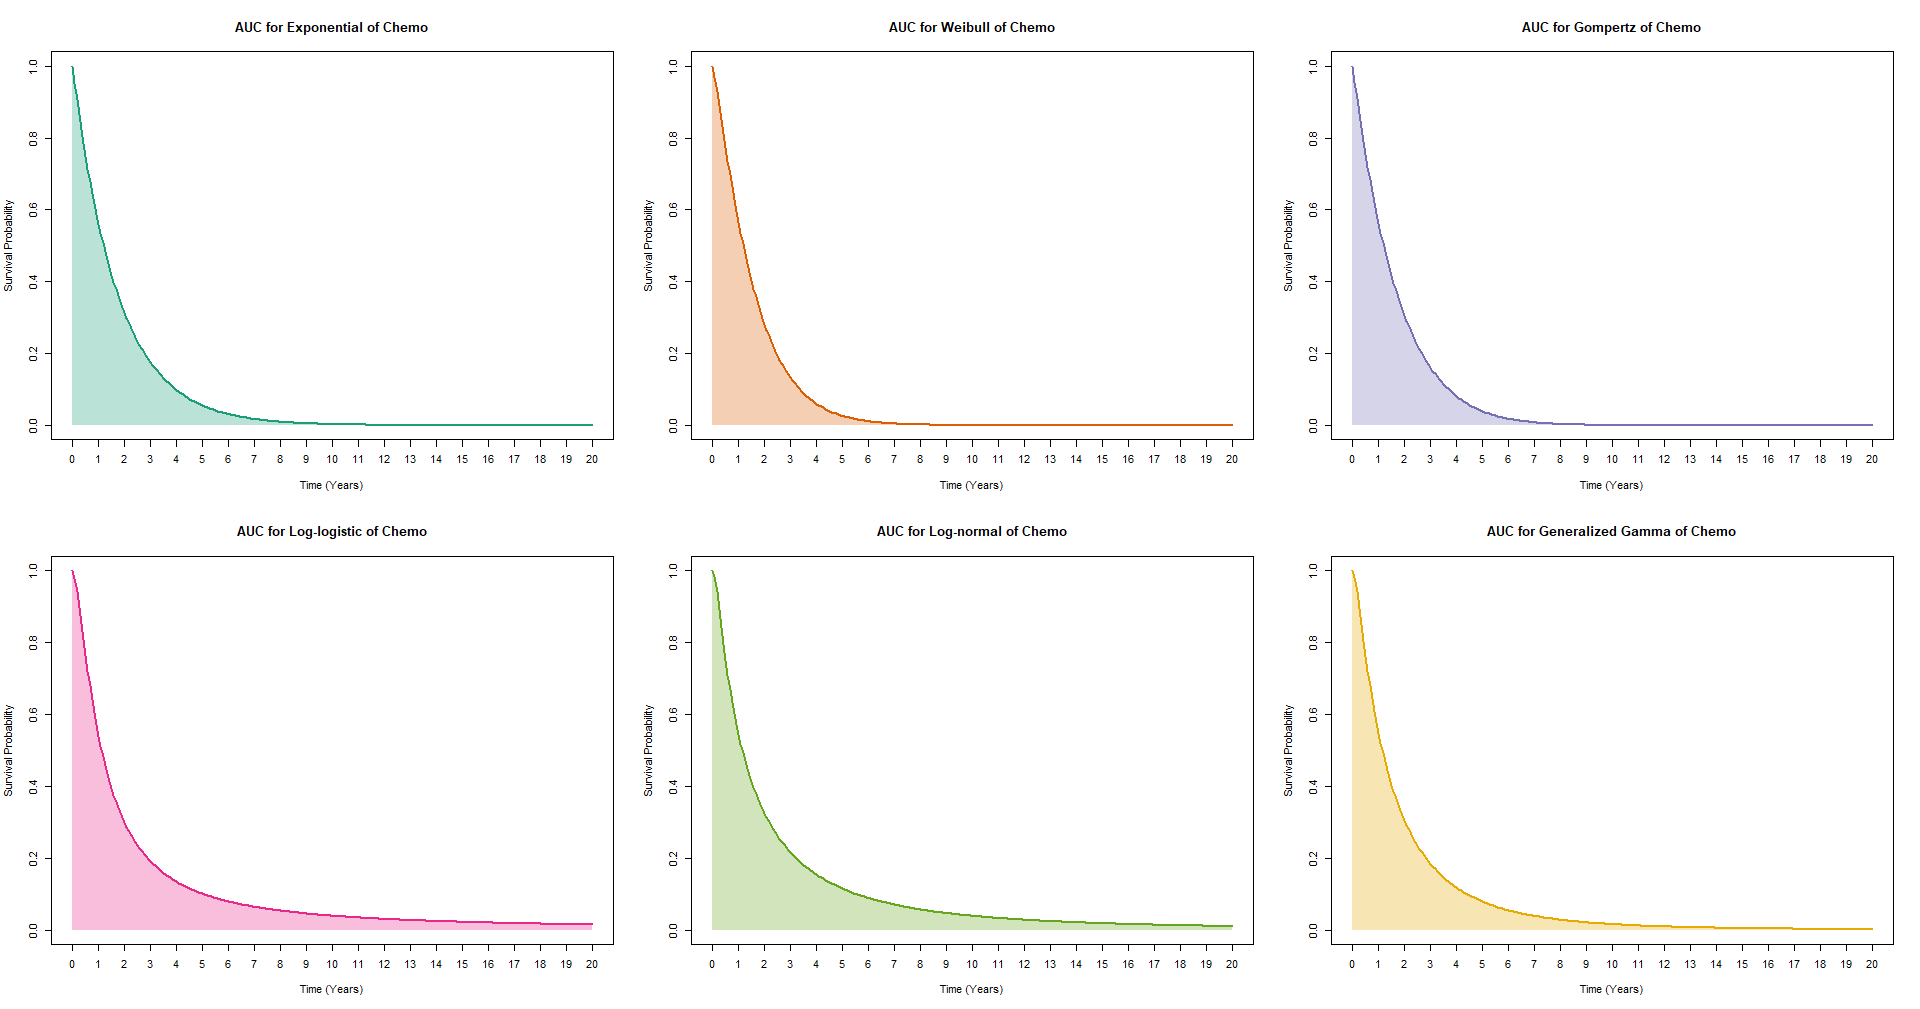 AUC for Exponential of Chemo
Survival Probability
1.0
0.8
0.6
0.4
0.2
0.0
0 1 2 3 4 5 6 7 8 9 10 11 12 13 14 15 16 17 18 19 20
Time (Years)
AUC for Weibull of Chemo
Survival Probability
1.0
0.8
0.6
0.4
0.2
0.0
0 1 2 3 4 5 6 7 8 9 10 11 12 13 14 15 16 17 18 19 20
Time (Years)
AUC for Gompertz of Chemo
Survival Probability
1.0
0.8
0.6
0.4
0.2
0.0
0 1 2 3 4 5 6 7 8 9 10 11 12 13 14 15 16 17 18 19 20
Time (Years)
AUC for Log-logistic of Chemo
Survival Probability
1.0
0.8
0.6
0.4
0.2
0.0
0 1 2 3 4 5 6 7 8 9 10 11 12 13 14 15 16 17 18 19 20
Time (Years)
AUC for Log-normal of Chemo
Survival Probability
1.0
0.8
0.6
0.4
0.2
0.0
0 1 2 3 4 5 6 7 8 9 10 11 12 13 14 15 16 17 18 19 20
Time (Years)
AUC for Generalized Gamma of Chemo
Survival Probability
1.0
0.8
0.6
0.4
0.2
0.0
0 1 2 3 4 5 6 7 8 9 10 11 12 13 14 15 16 17 18 19 20
Time (Years)